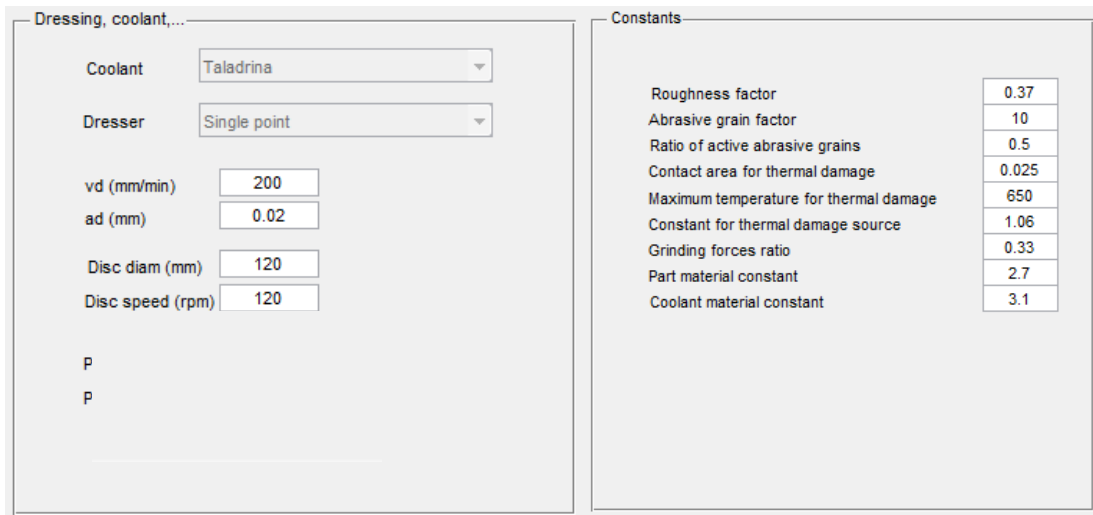 Dressing, coolant,...
Coolant Taladrina
Dresser Single point
vd (mm/min) 200
ad (mm) 0.02
Disc diam (mm) 120
Disc speed (rpm) 120
P
P
Constants
Roughness factor 0.37
Abrasive grain factor 10
Ratio of active abrasive grains 0.5
Contact area for thermal damage 0.025
Maximum temperature for thermal damage 650
Constant for thermal damage source 1.06
Grinding forces ratio 0.33
Part material constant 2.7
Coolant material constant 3.1